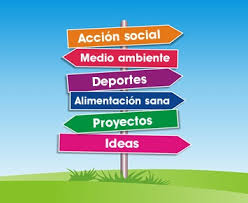 Acción social
Medio ambiente
Deportes
Alimentación sana
Proyectos
Ideas